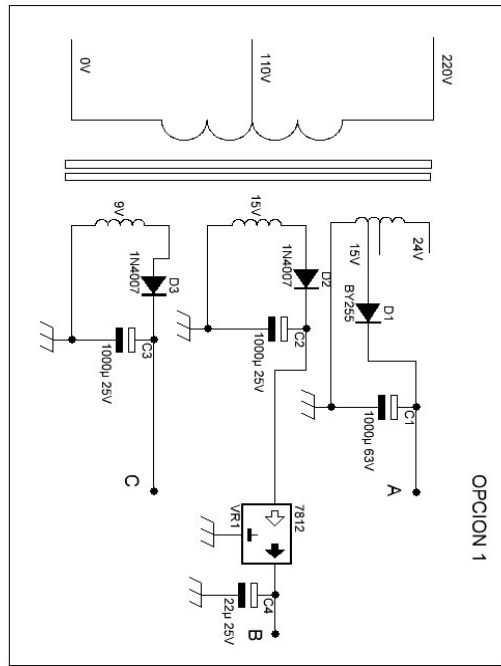 OPCION 1
220V
110V
0V
24V
15V
D1
BY255
C1
1000µ 63V
A
15V
D2
1N4007
C2
1000µ 25V
7812
VR1
C4
22µ 25V
B
9V
D3
1N4007
C3
1000µ 25V
C